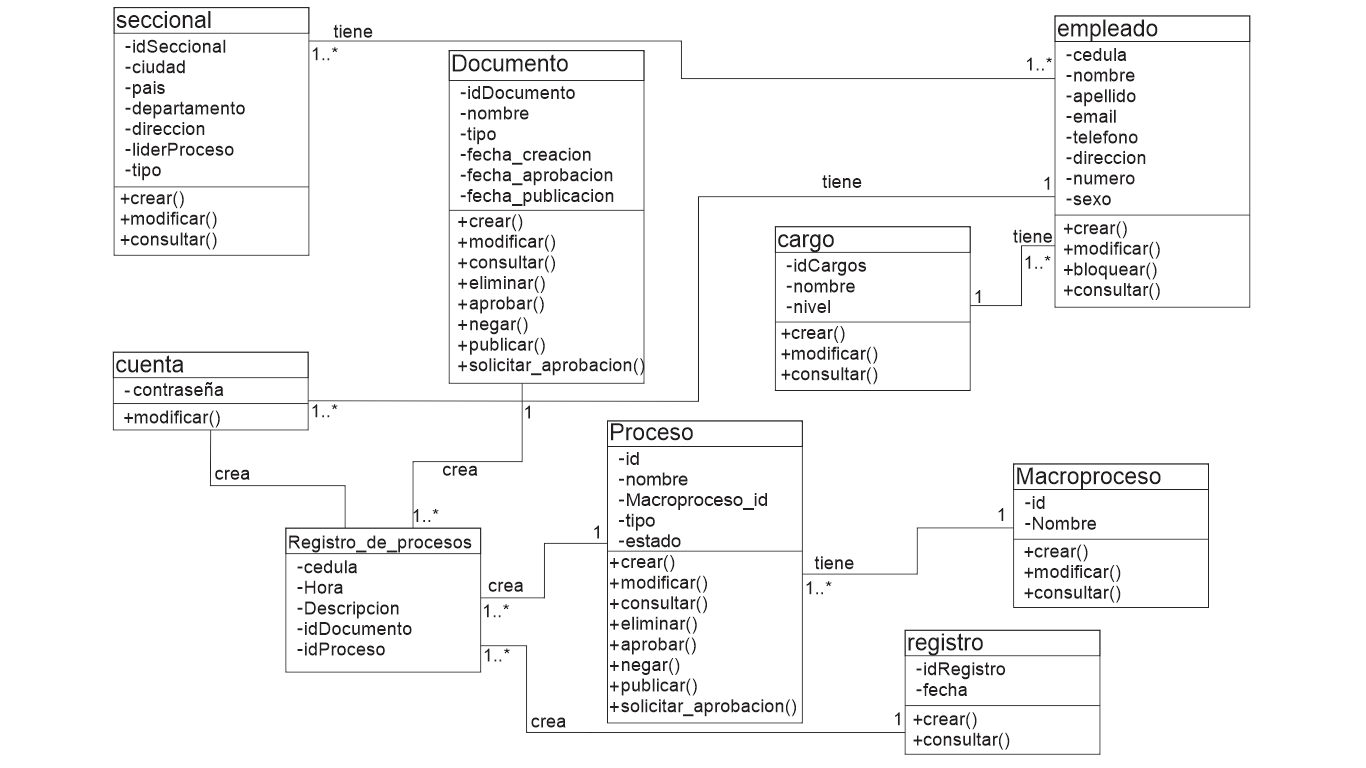 seccional
-idSeccional
-ciudad
-pais
-departamento
-direccion
-liderProceso
-tipo
+crear()
+modificar()
+consultar()
tiene
1..*
1..*
Documento
-idDocumento
-nombre
-tipo
-fecha_creacion
-fecha_aprobacion
-fecha_publicacion
+crear()
+modificar()
+consultar()
+eliminar()
+aprobar()
+negar()
+publicar()
+solicitar_aprobacion()
empleado
-cedula
-nombre
-apellido
-email
-telefono
-direccion
-numero
-sexo
+crear()
+modificar()
+bloquear()
+consultar()
tiene
1
tiene
1..*
1
cargo
-idCargos
-nombre
-nivel
+crear()
+modificar()
+consultar()
cuenta
-contraseña
+modificar()
1..*
1
crea
crea
1..*
Registro_de_procesos
-cedula
-Hora
-Descripcion
-idDocumento
-idProceso
1
crea
1..*
1..*
crea
1
Proceso
-id
-nombre
-Macroproceso_id
-tipo
-estado
+crear()
+modificar()
+consultar()
+eliminar()
+aprobar()
+negar()
+publicar()
+solicitar_aprobacion()
1
tiene
1..*
Macroproceso
-id
-Nombre
+crear()
+modificar()
+consultar()
registro
-idRegistro
-fecha
+crear()
+consultar()